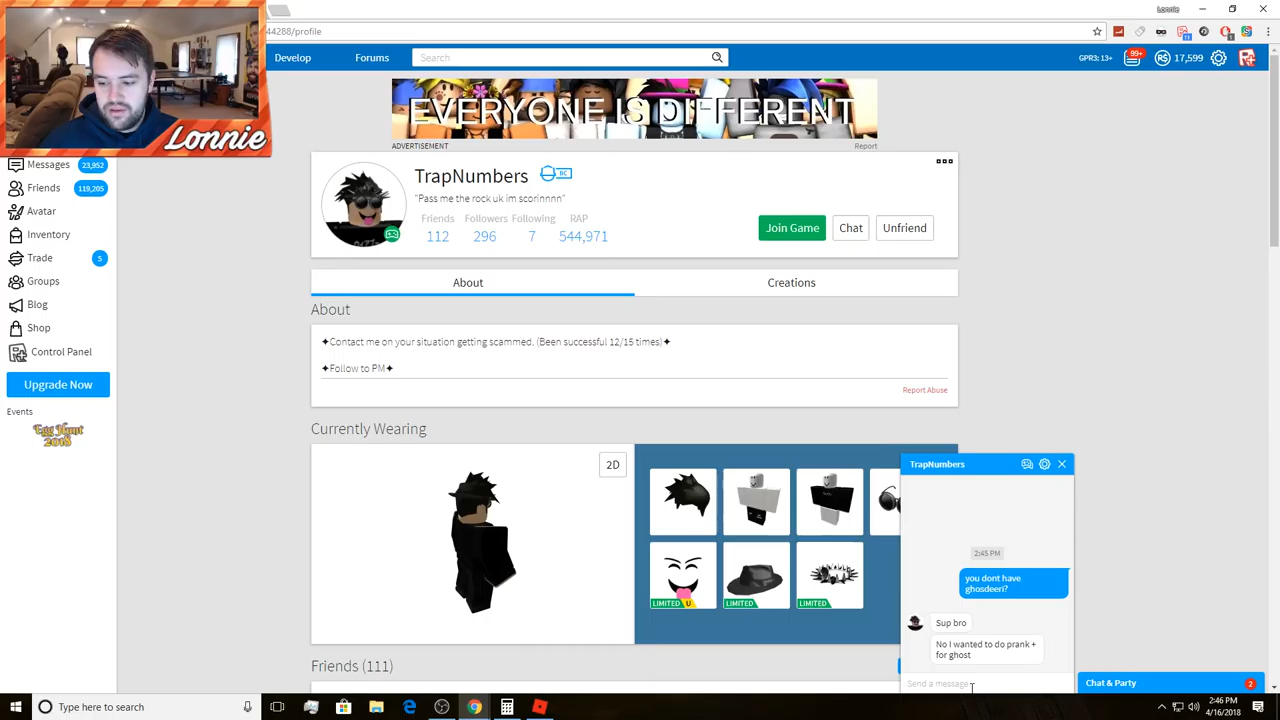 Lonnie
44288/profile
Develop
Forums
Search
GPR3: 13+
99+
R$ 17,599
Lonnie
EVERYONE IS DIFFERENT
ADVERTISEMENT
Report
Messages 23,952
Friends 119,205
Avatar
Inventory
Trade 5
Groups
Blog
Shop
Control Panel
Upgrade Now
Events
Egg Hunt
2018
TrapNumbers BC
"Pass me the rock uk im scorinnnn"
Friends Followers Following RAP
112 296 7 544,971
Join Game
Chat
Unfriend
About
Creations
About
✦Contact me on your situation getting scammed. (Been successful 12/15 times)✦
✦Follow to PM✦
Report Abuse
Currently Wearing
2D
LIMITED U
LIMITED
LIMITED
Friends (111)
TrapNumbers
2:45 PM
you dont have
ghosdeeri?
Sup bro
No I wanted to do prank +
for ghost
Send a message
Chat & Party 2
Type here to search
2:46 PM
4/16/2018